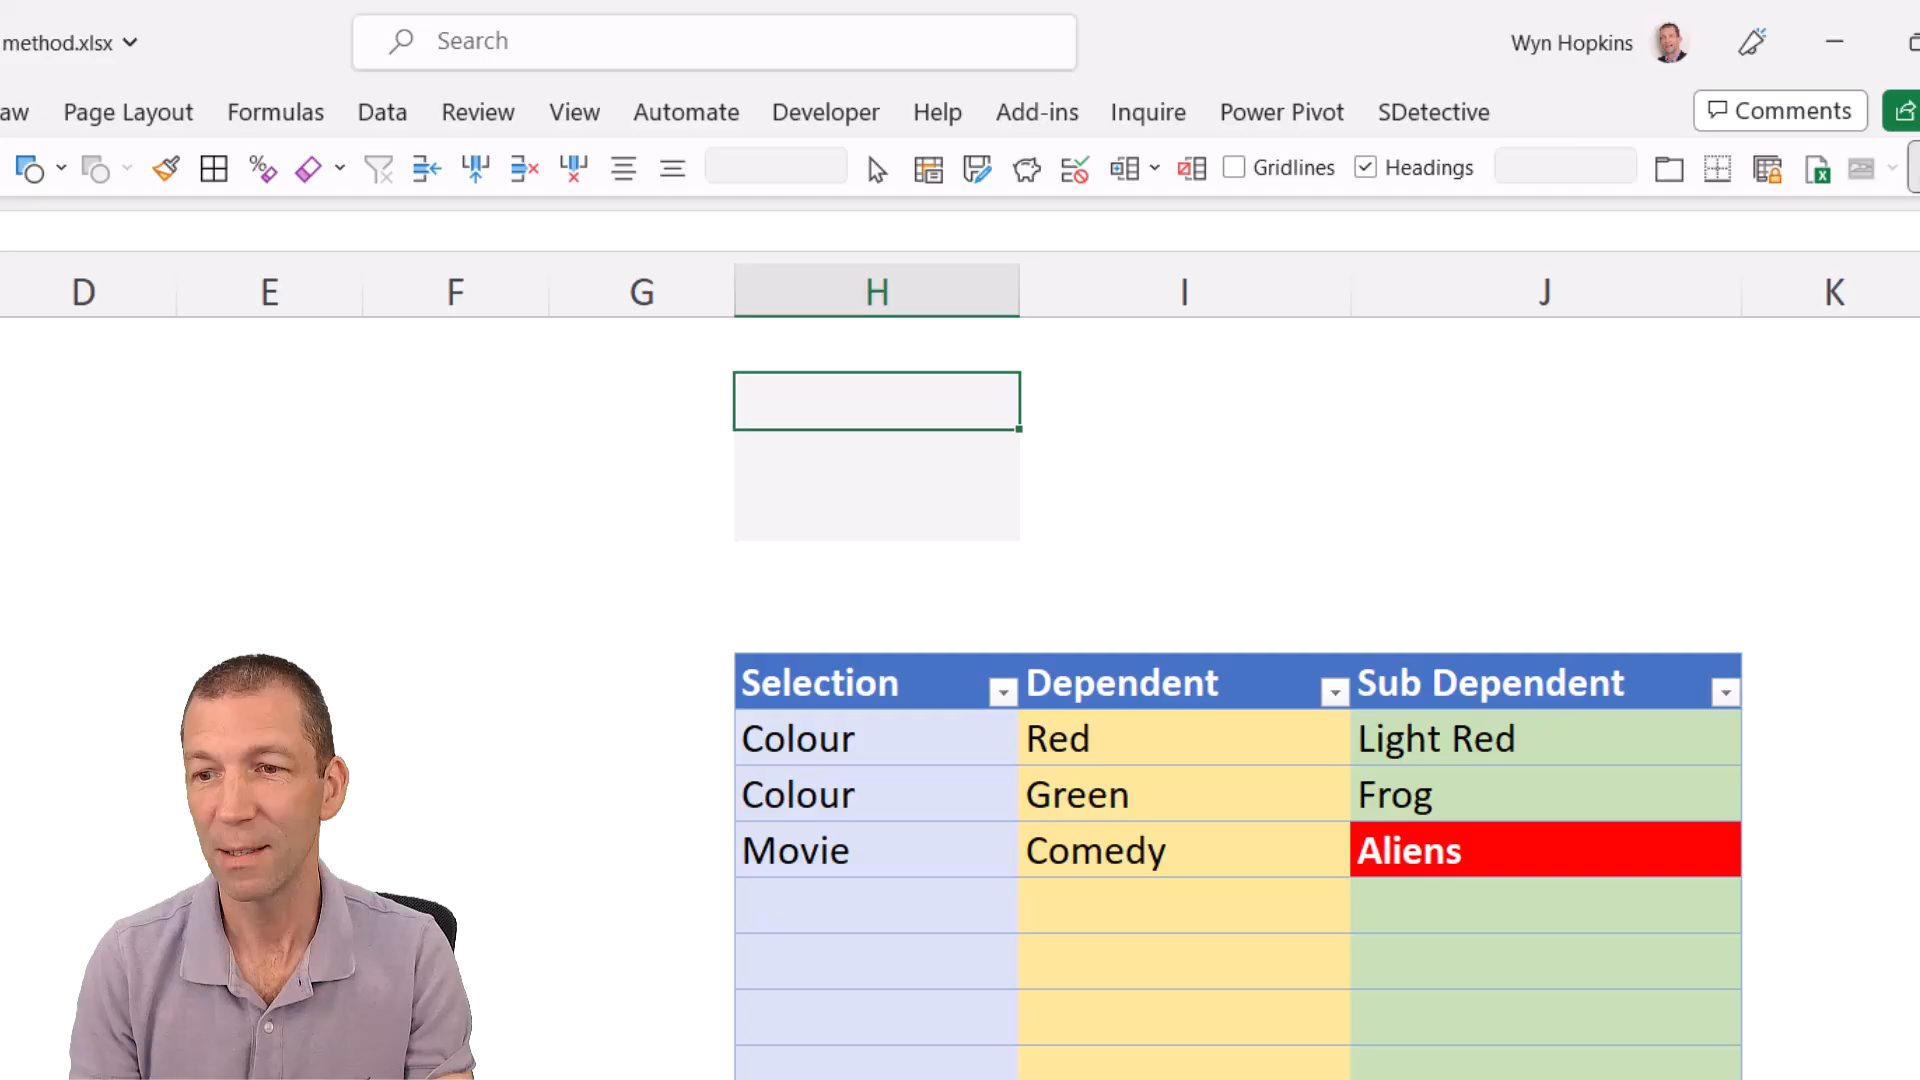 method.xlsx
Search
Wyn Hopkins
aw Page Layout Formulas Data Review View Automate Developer Help Add-ins Inquire Power Pivot SDetective Comments
Gridlines Headings
D E F G H I J K
Selection Dependent Sub Dependent
Colour Red Light Red
Colour Green Frog
Movie Comedy Aliens